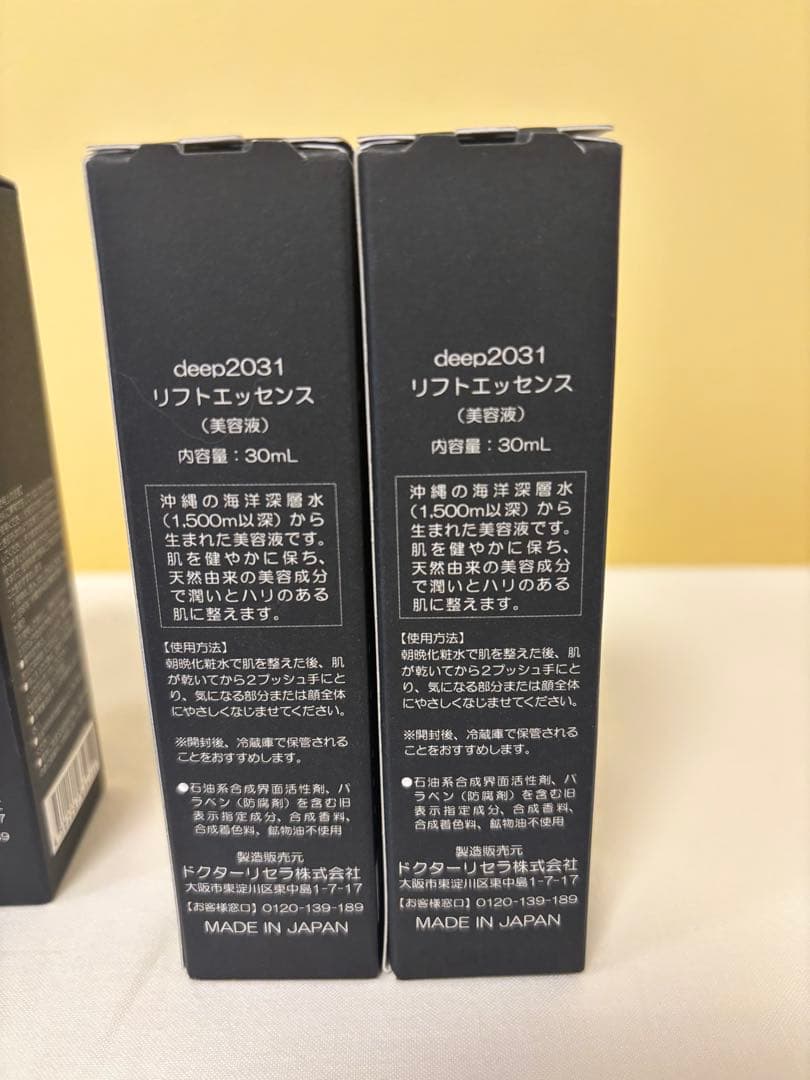 deep2031
リフトエッセンス
（美容液）
内容量：30mL
沖縄の海洋深層水
（1,500m以深）から
生まれた美容液です。
肌を健やかに保ち、
天然由来の美容成分
で潤いとハリのある
肌に整えます。
【使用方法】
朝晩化粧水で肌を整えた後、肌
が乾いてから2プッシュ手にと
り、気になる部分または顔全体
にやさしくなじませてください。
※開封後、冷蔵庫で保管される
ことをおすすめします。
●石油系合成界面活性剤、パ
ラベン（防腐剤）を含む旧
表示指定成分、合成香料、
合成着色料、鉱物油不使用
製造販売元
ドクターリセラ株式会社
大阪市東淀川区東中島1-7-17
【お客様窓口】0120-139-189
MADE IN JAPAN
deep2031
リフトエッセンス
（美容液）
内容量：30mL
沖縄の海洋深層水
（1,500m以深）から
生まれた美容液です。
肌を健やかに保ち、
天然由来の美容成分
で潤いとハリのある
肌に整えます。
【使用方法】
朝晩化粧水で肌を整えた後、肌
が乾いてから2プッシュ手にと
り、気になる部分または顔全体
にやさしくなじませてください。
※開封後、冷蔵庫で保管される
ことをおすすめします。
●石油系合成界面活性剤、パ
ラベン（防腐剤）を含む旧
表示指定成分、合成香料、
合成着色料、鉱物油不使用
製造販売元
ドクターリセラ株式会社
大阪市東淀川区東中島1-7-17
【お客様窓口】0120-139-189
MADE IN JAPAN